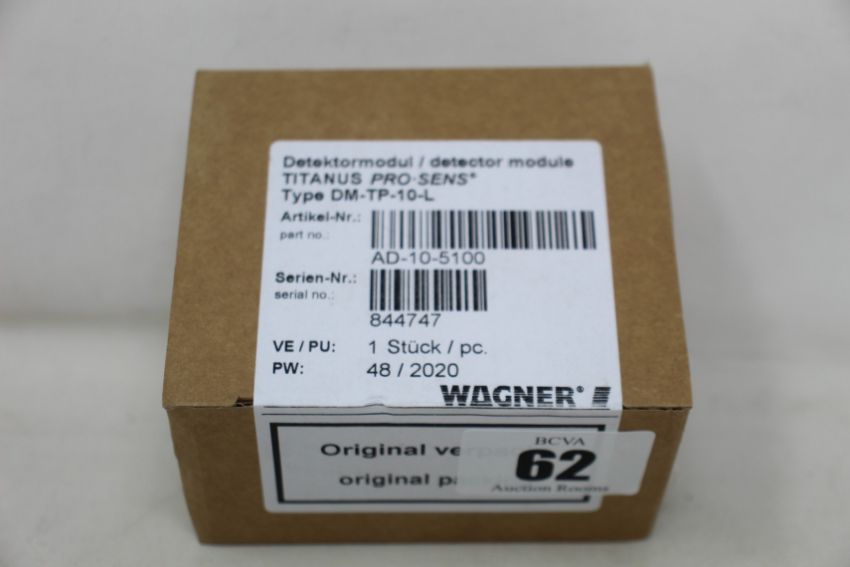 Detektormodul / detector module
TITANUS PRO·SENS®
Type DM-TP-10-L
Artikel-Nr.:
part no.:
AD-10-5100
Serien-Nr.:
serial no.:
844747
VE / PU: 1 Stück / pc.
PW: 48 / 2020
WAGNER®
Original
original
BCVA
62
Auction Rooms